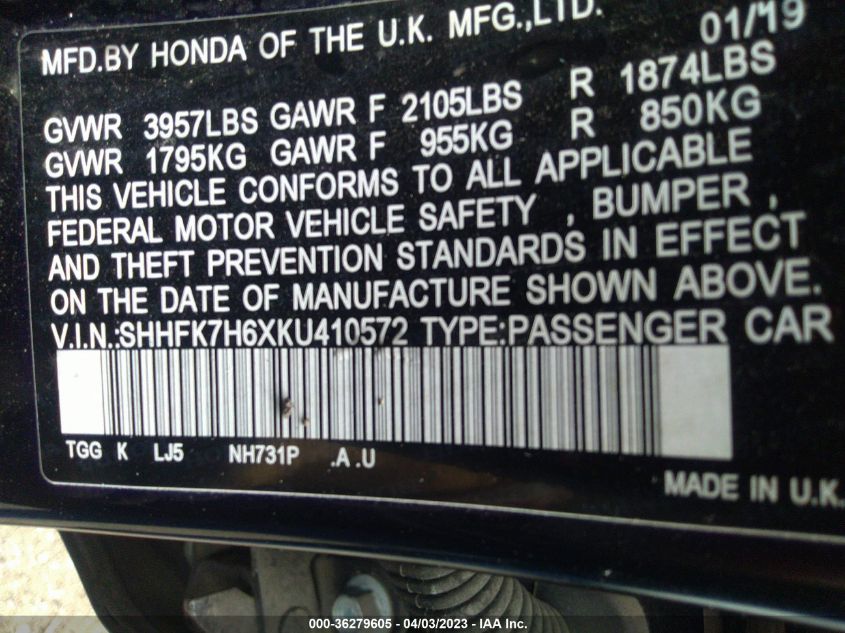 MFD.BY HONDA OF THE U.K. MFG.,LTD. 01/19
GVWR 3957LBS GAWR F 2105LBS R 1874LBS
GVWR 1795KG GAWR F 955KG R 850KG
THIS VEHICLE CONFORMS TO ALL APPLICABLE
FEDERAL MOTOR VEHICLE SAFETY , BUMPER ,
AND THEFT PREVENTION STANDARDS IN EFFECT
ON THE DATE OF MANUFACTURE SHOWN ABOVE.
V.I.N.:SHHFK7H6XKU410572 TYPE:PASSENGER CAR
TGG K LJ5 NH731P .A .U
MADE IN U.K.
000-36279605 - 04/03/2023 - IAA Inc.